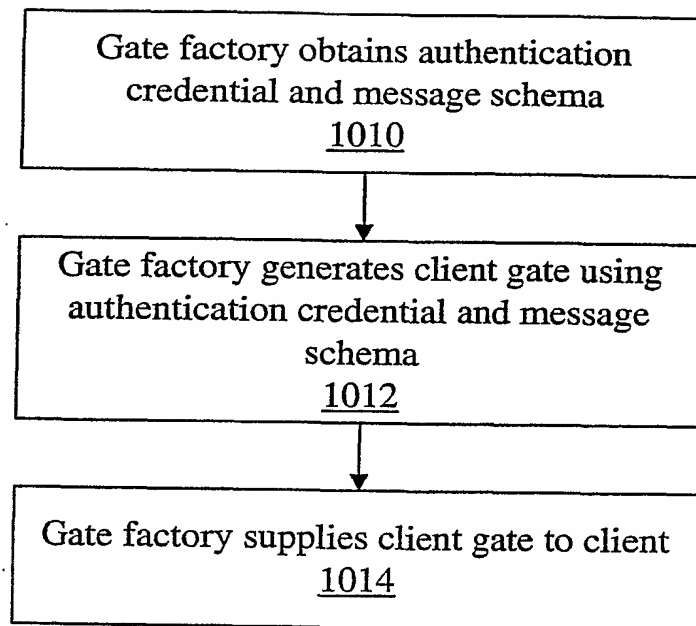 Gate factory obtains authentication
credential and message schema
1010
Gate factory generates client gate using
authentication credential and message
schema
1012
Gate factory supplies client gate to client
1014